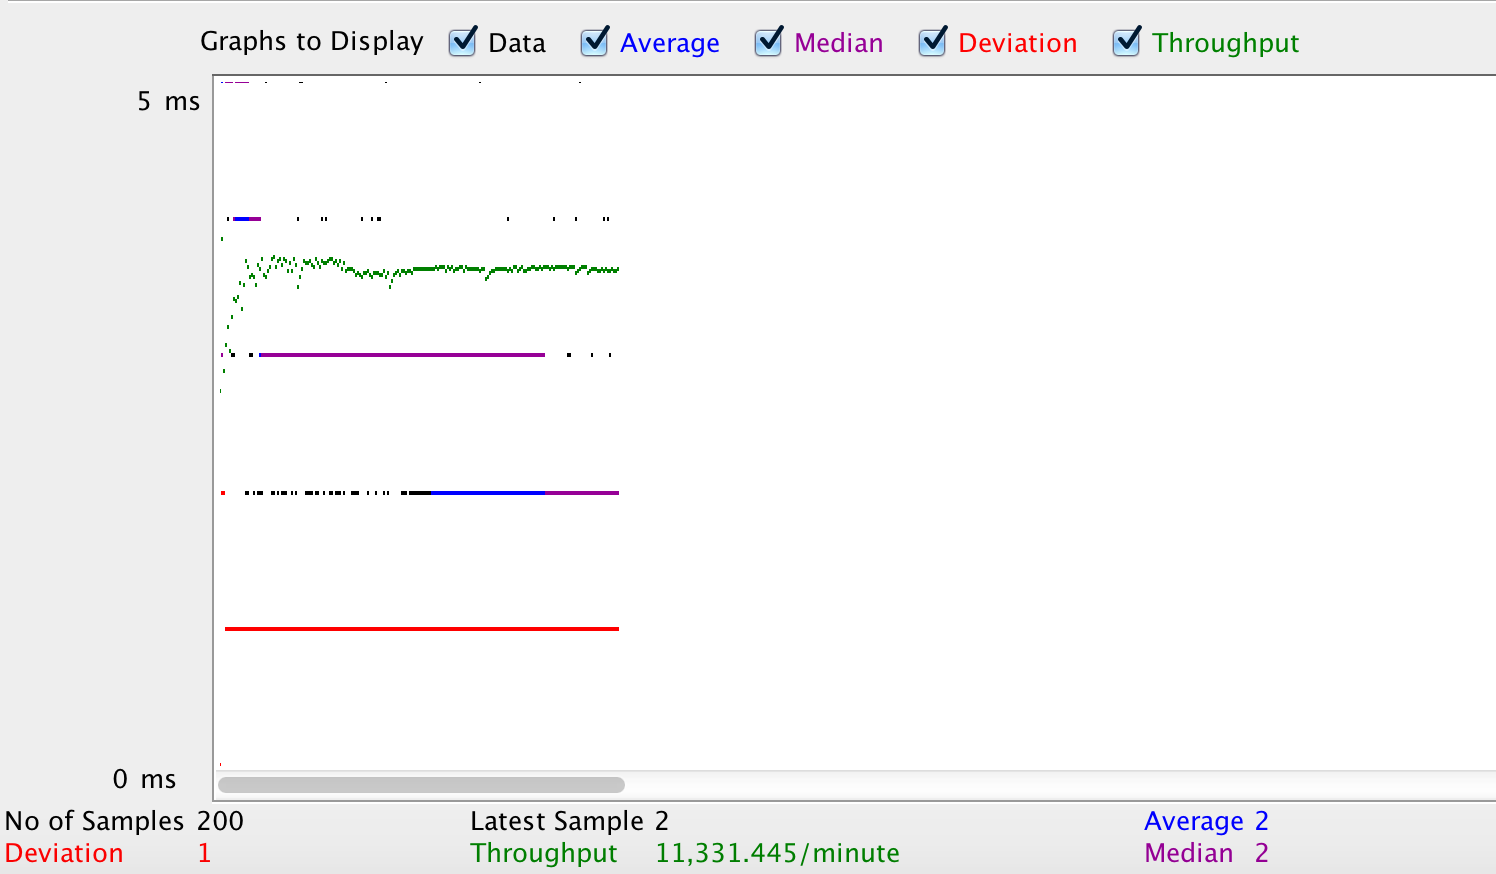 Graphs to Display Data Average Median Deviation Throughput
5 ms
0 ms
No of Samples 200 Latest Sample 2 Average 2
Deviation 1 Throughput 11,331.445/minute Median 2